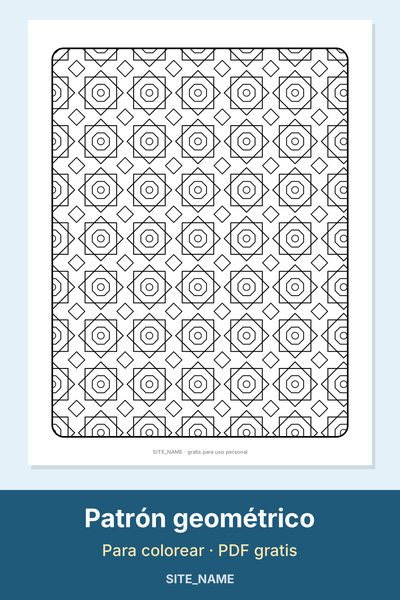 SITE_NAME · gratis para uso personal
Patrón geométrico
Para colorear · PDF gratis
SITE_NAME